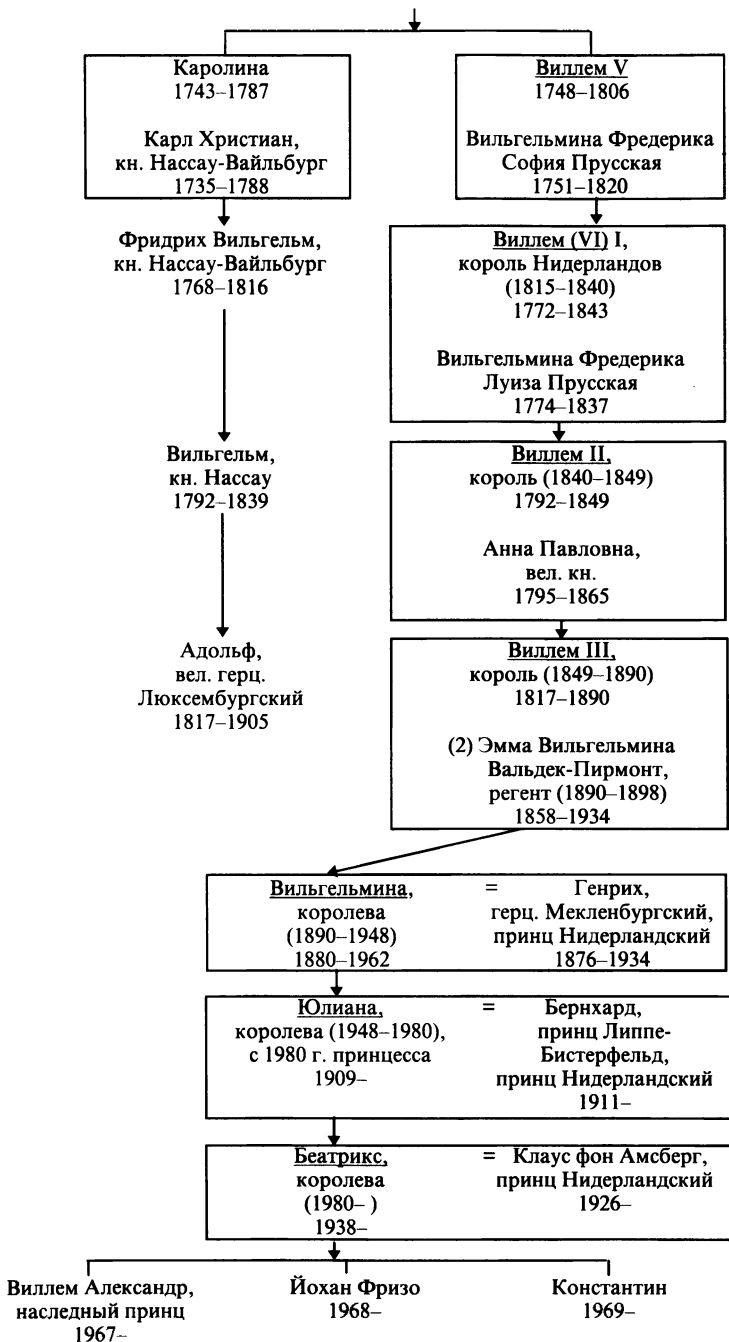 Каролина
1743–1787
Карл Христиан,
кн. Нассау-Вайльбург
1735–1788
Виллем V
1748–1806
Вильгельмина Фредерика
София Прусская
1751–1820
Фридрих Вильгельм,
кн. Нассау-Вайльбург
1768–1816
Виллем (VI) I,
король Нидерландов
(1815–1840)
1772–1843
Вильгельмина Фредерика
Луиза Прусская
1774–1837
Вильгельм,
кн. Нассау
1792–1839
Виллем II,
король (1840–1849)
1792–1849
Анна Павловна,
вел. кн.
1795–1865
Адольф,
вел. герц.
Люксембургский
1817–1905
Виллем III,
король (1849–1890)
1817–1890
(2) Эмма Вильгельмина
Вальдек-Пирмонт,
регент (1890–1898)
1858–1934
Вильгельмина,
королева
(1890–1948)
1880–1962
= Генрих,
герц. Мекленбургский,
принц Нидерландский
1876–1934
Юлиана,
королева (1948–1980),
с 1980 г. принцесса
1909–
= Бернхард,
принц Липпе-
Бистерфельд,
принц Нидерландский
1911–
Беатрикс,
королева
(1980– )
1938–
= Клаус фон Амсберг,
принц Нидерландский
1926–
Виллем Александр,
наследный принц
1967–
Йохан Фризо
1968–
Константин
1969–